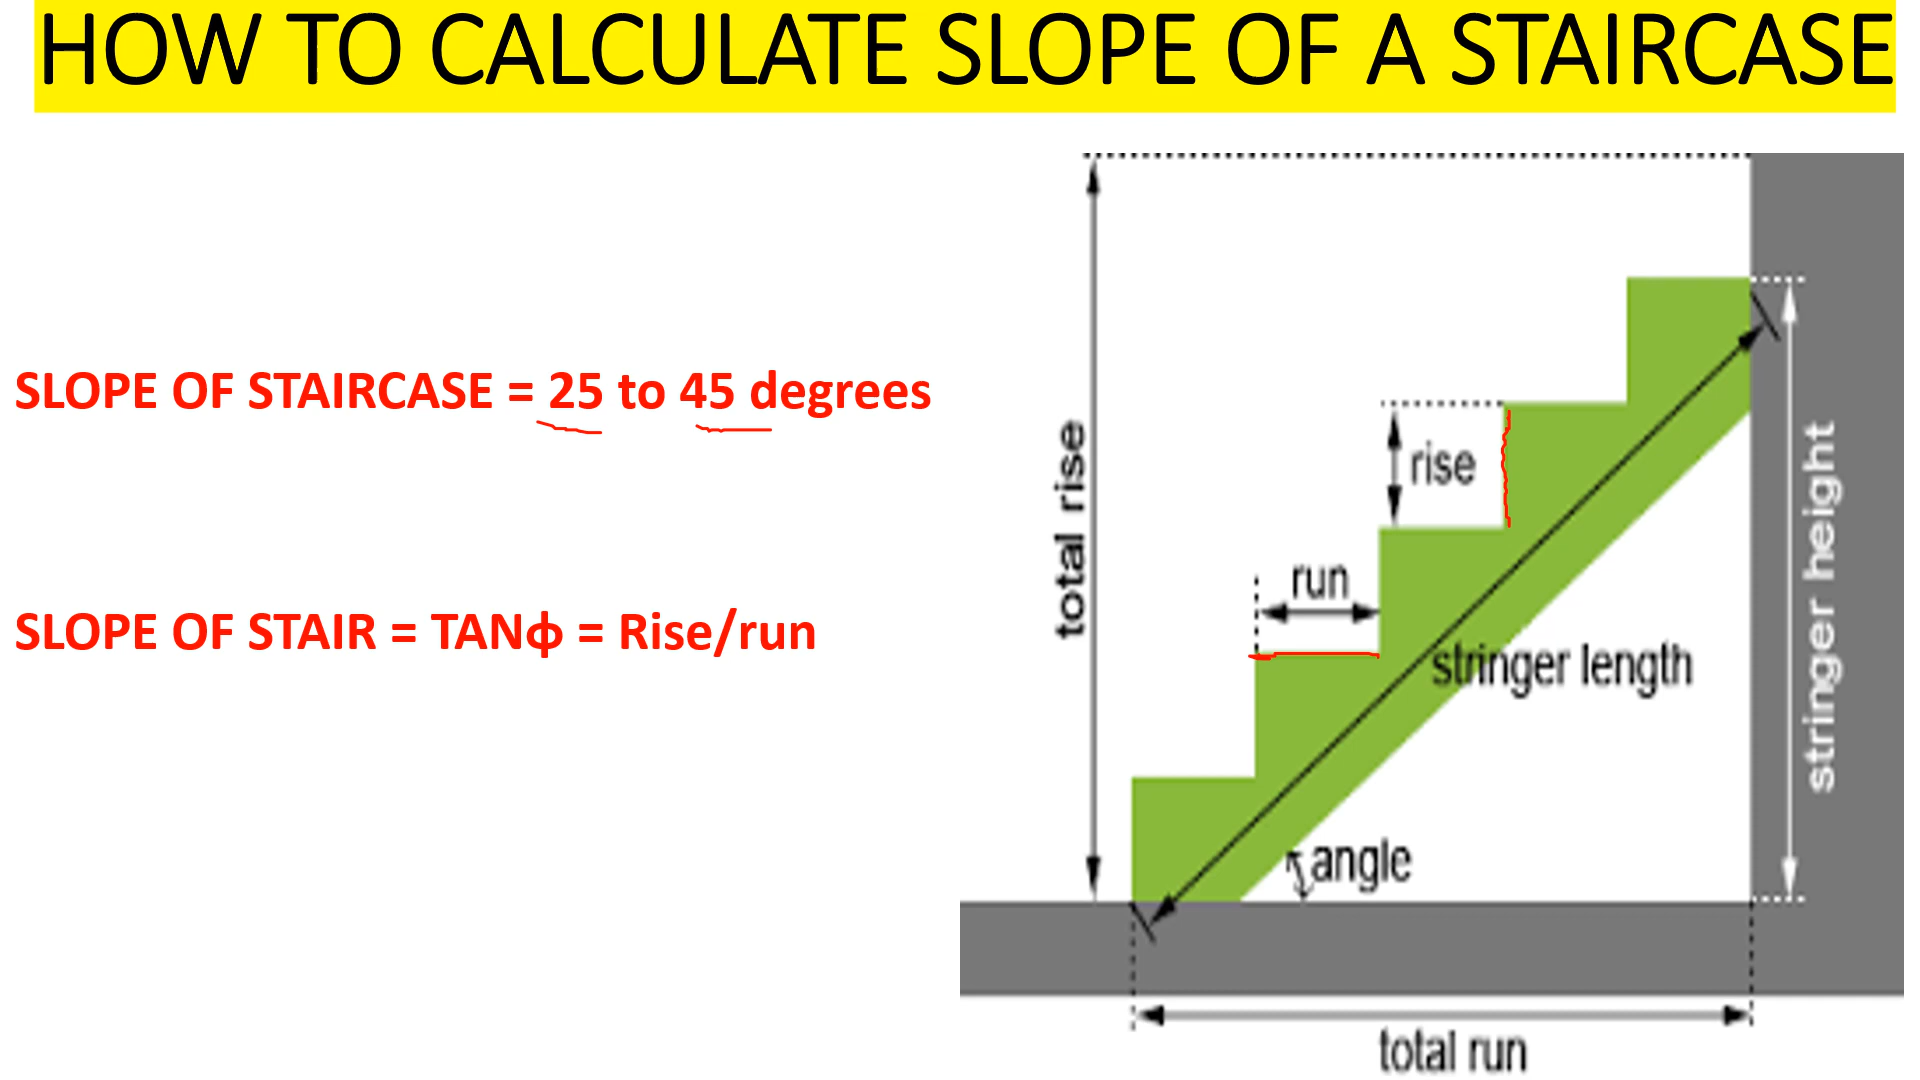 HOW TO CALCULATE SLOPE OF A STAIRCASE
SLOPE OF STAIRCASE = 25 to 45 degrees
SLOPE OF STAIR = TANϕ = Rise/run
total rise
rise
run
stringer length
stringer height
angle
total run